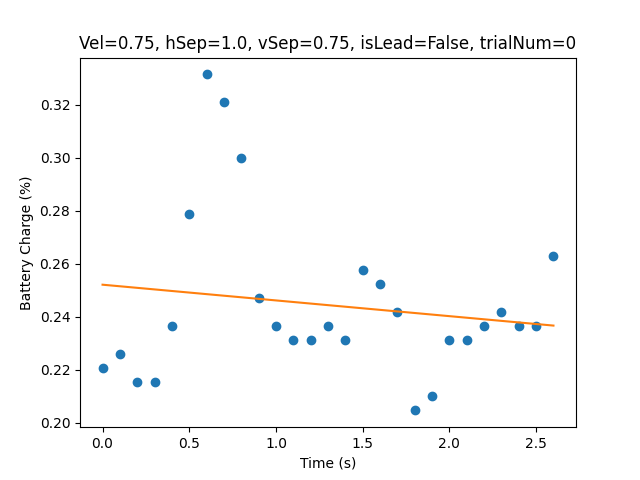 Vel=0.75, hSep=1.0, vSep=0.75, isLead=False, trialNum=0
0.32
0.30
0.28
0.26
0.24
0.22
0.20
Battery Charge (%)
0.0 0.5 1.0 1.5 2.0 2.5
Time (s)